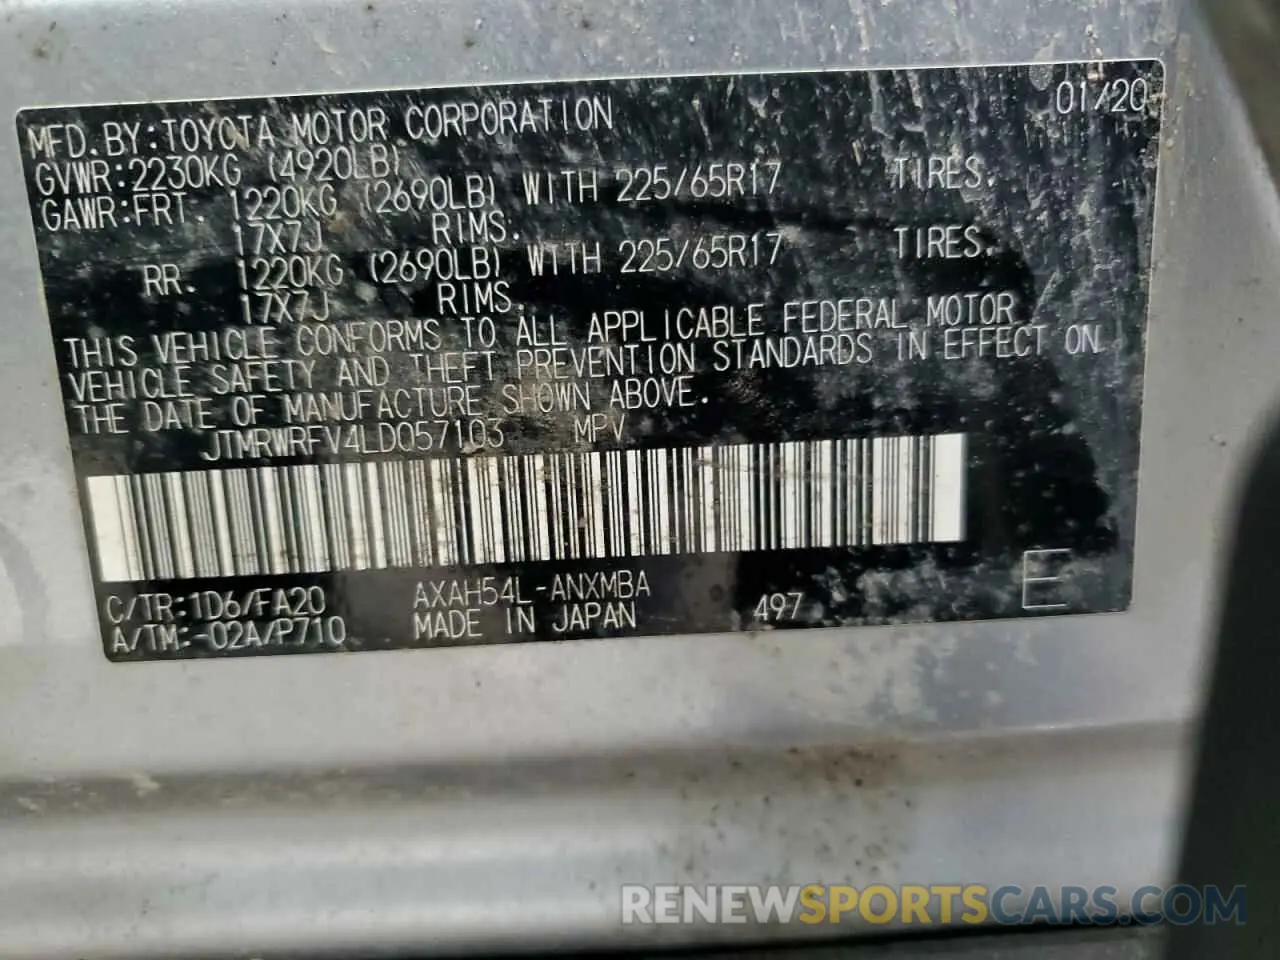 MFD. BY:TOYOTA MOTOR CORPORATION 01/20
GVWR:2230KG (4920LB)
GAWR:FRT. 1220KG (2690LB) WITH 225/65R17 TIRES.
17X7J RIMS.
RR. 1220KG (2690LB) WITH 225/65R17 TIRES.
17X7J RIMS.
THIS VEHICLE CONFORMS TO ALL APPLICABLE FEDERAL MOTOR
VEHICLE SAFETY AND THEFT PREVENTION STANDARDS IN EFFECT ON
THE DATE OF MANUFACTURE SHOWN ABOVE.
JTMRWRFV4LD057103 MPV
C/TR:1D6/FA20 AXAH54L-ANXMBA
A/TM:-02A/P710 MADE IN JAPAN 497 E
RENEWSPORTSCARS.COM